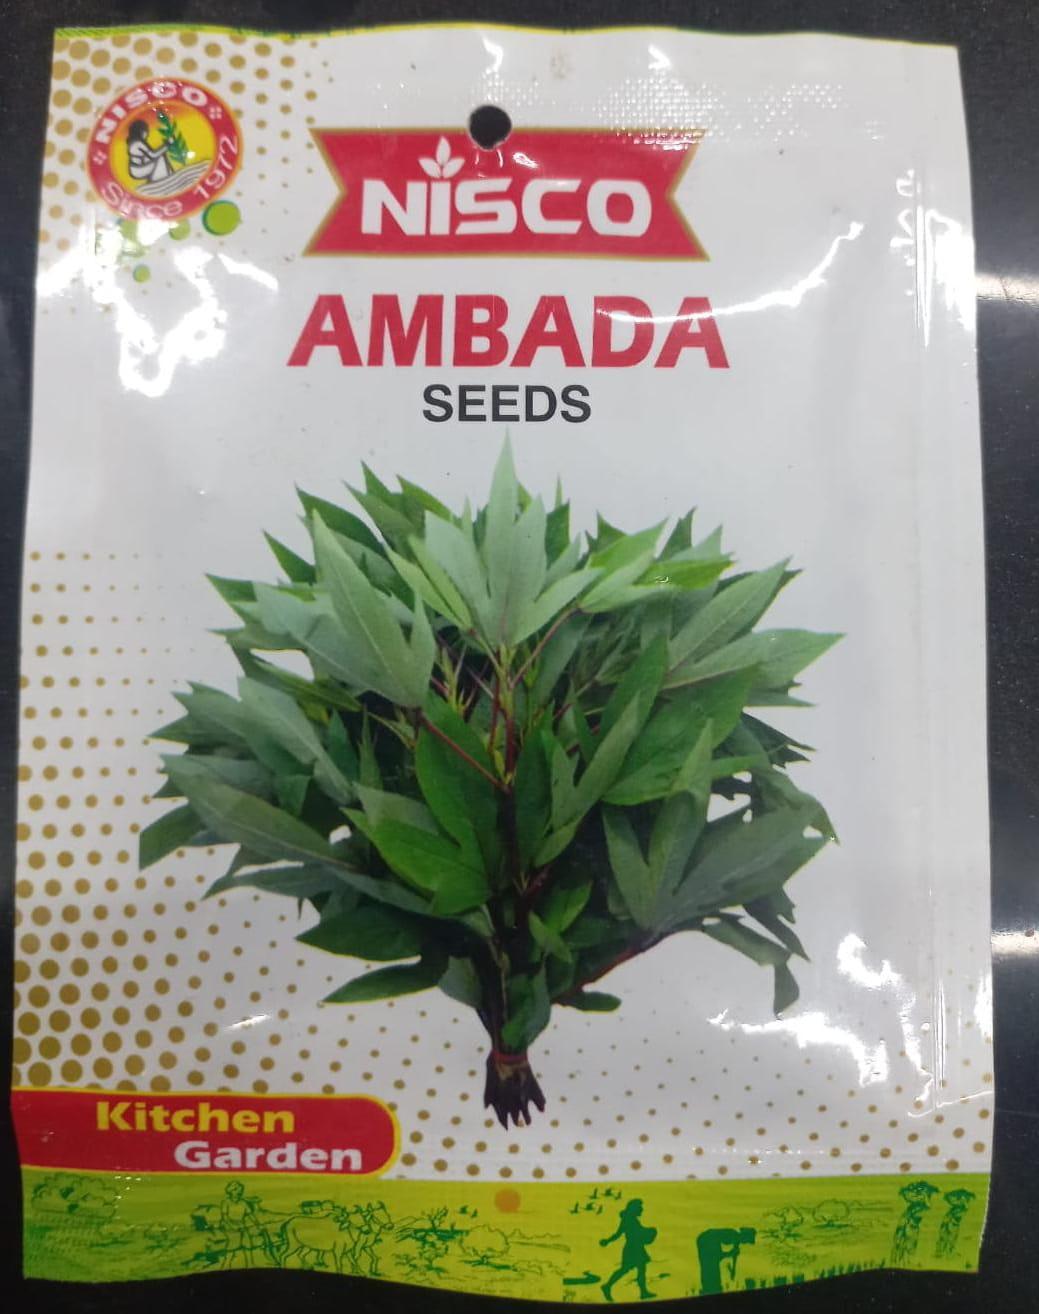 NISCO
Since 1972
NISCO
AMBADA
SEEDS
Kitchen
Garden